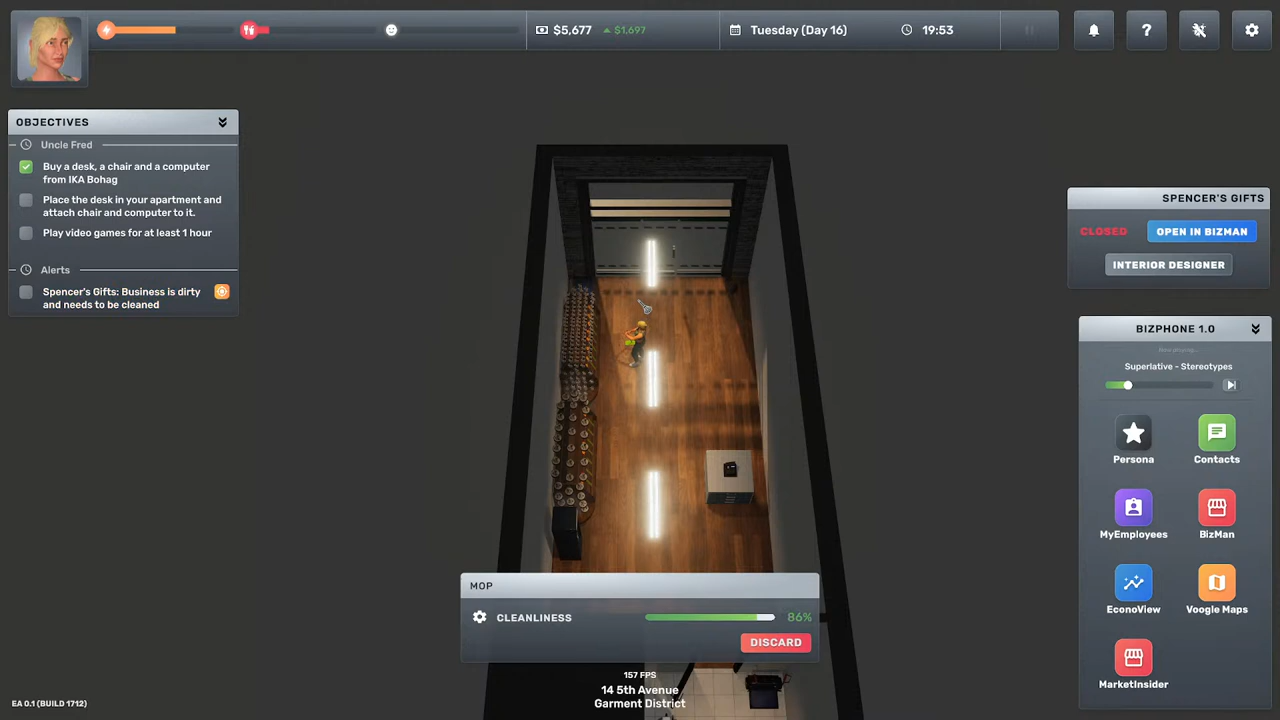 $5,677 ▲ $1,697
Tuesday (Day 16)
19:53
?
OBJECTIVES
Uncle Fred
Buy a desk, a chair and a computer
from IKA Bohag
Place the desk in your apartment and
attach chair and computer to it.
Play video games for at least 1 hour
Alerts
Spencer's Gifts: Business is dirty
and needs to be cleaned
SPENCER'S GIFTS
CLOSED
OPEN IN BIZMAN
INTERIOR DESIGNER
BIZPHONE 1.0
Now playing...
Superlative - Stereotypes
Persona
Contacts
MyEmployees
BizMan
EconoView
Voogle Maps
MarketInsider
MOP
CLEANLINESS
86%
DISCARD
157 FPS
14 5th Avenue
Garment District
EA 0.1 (BUILD 1712)